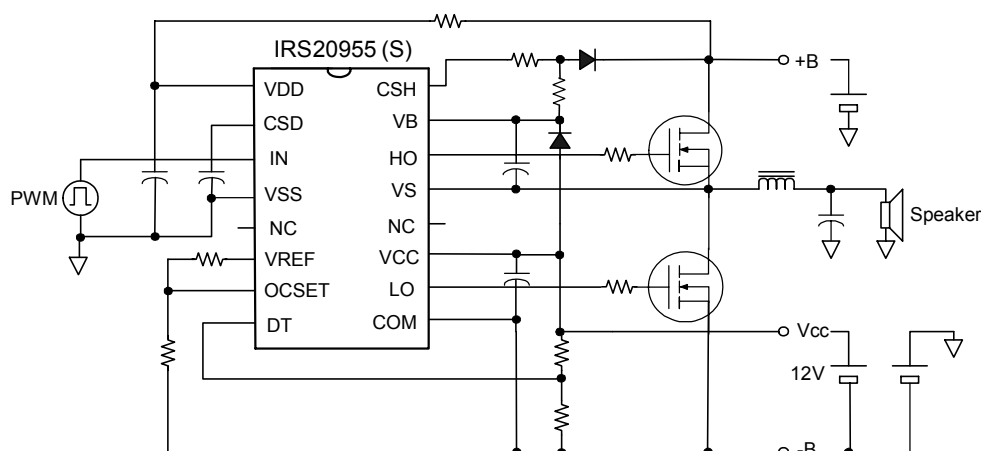 IRS20955 (S)
VDD
CSD
IN
VSS
NC
VREF
OCSET
DT
CSH
VB
HO
VS
NC
VCC
LO
COM
PWM
+B
Speaker
Vcc
12V
-B